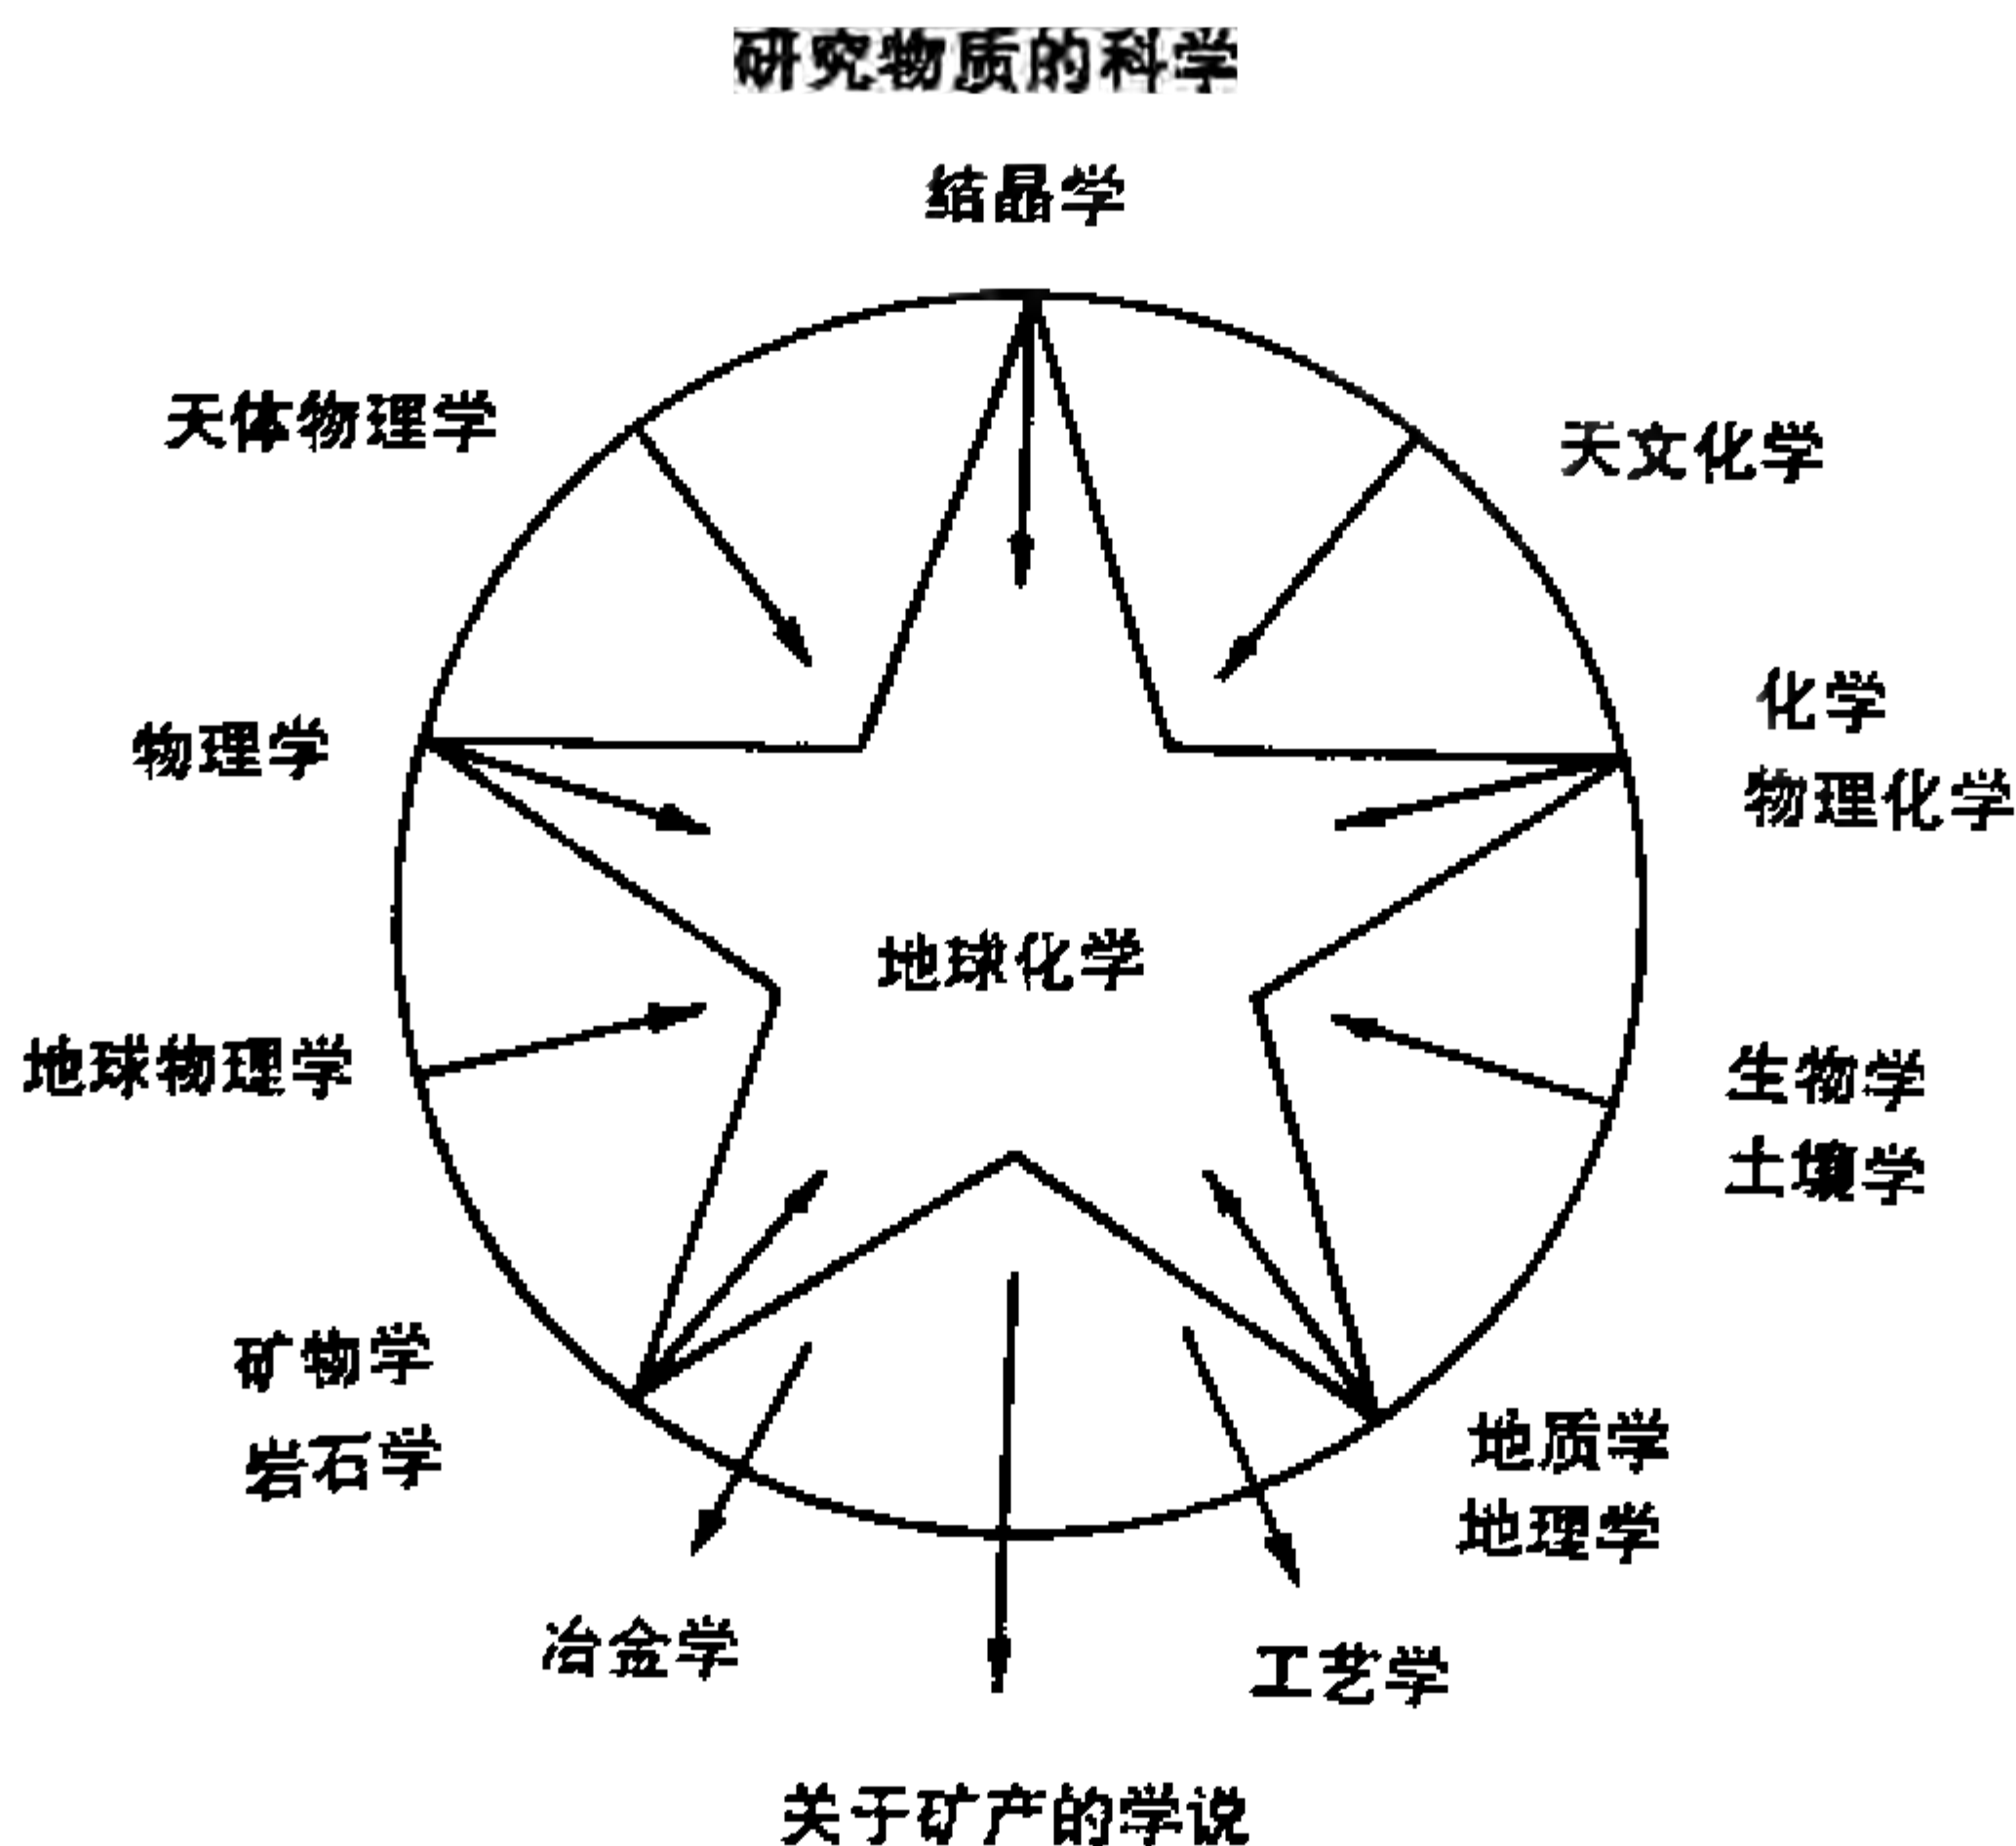 研究物质的科学
结晶学
天体物理学
天文化学
化学
物理化学
物理学
地球化学
地球物理学
生物学
土壤学
矿物学
岩石学
地质学
地理学
冶金学
工艺学
关于矿产的学说